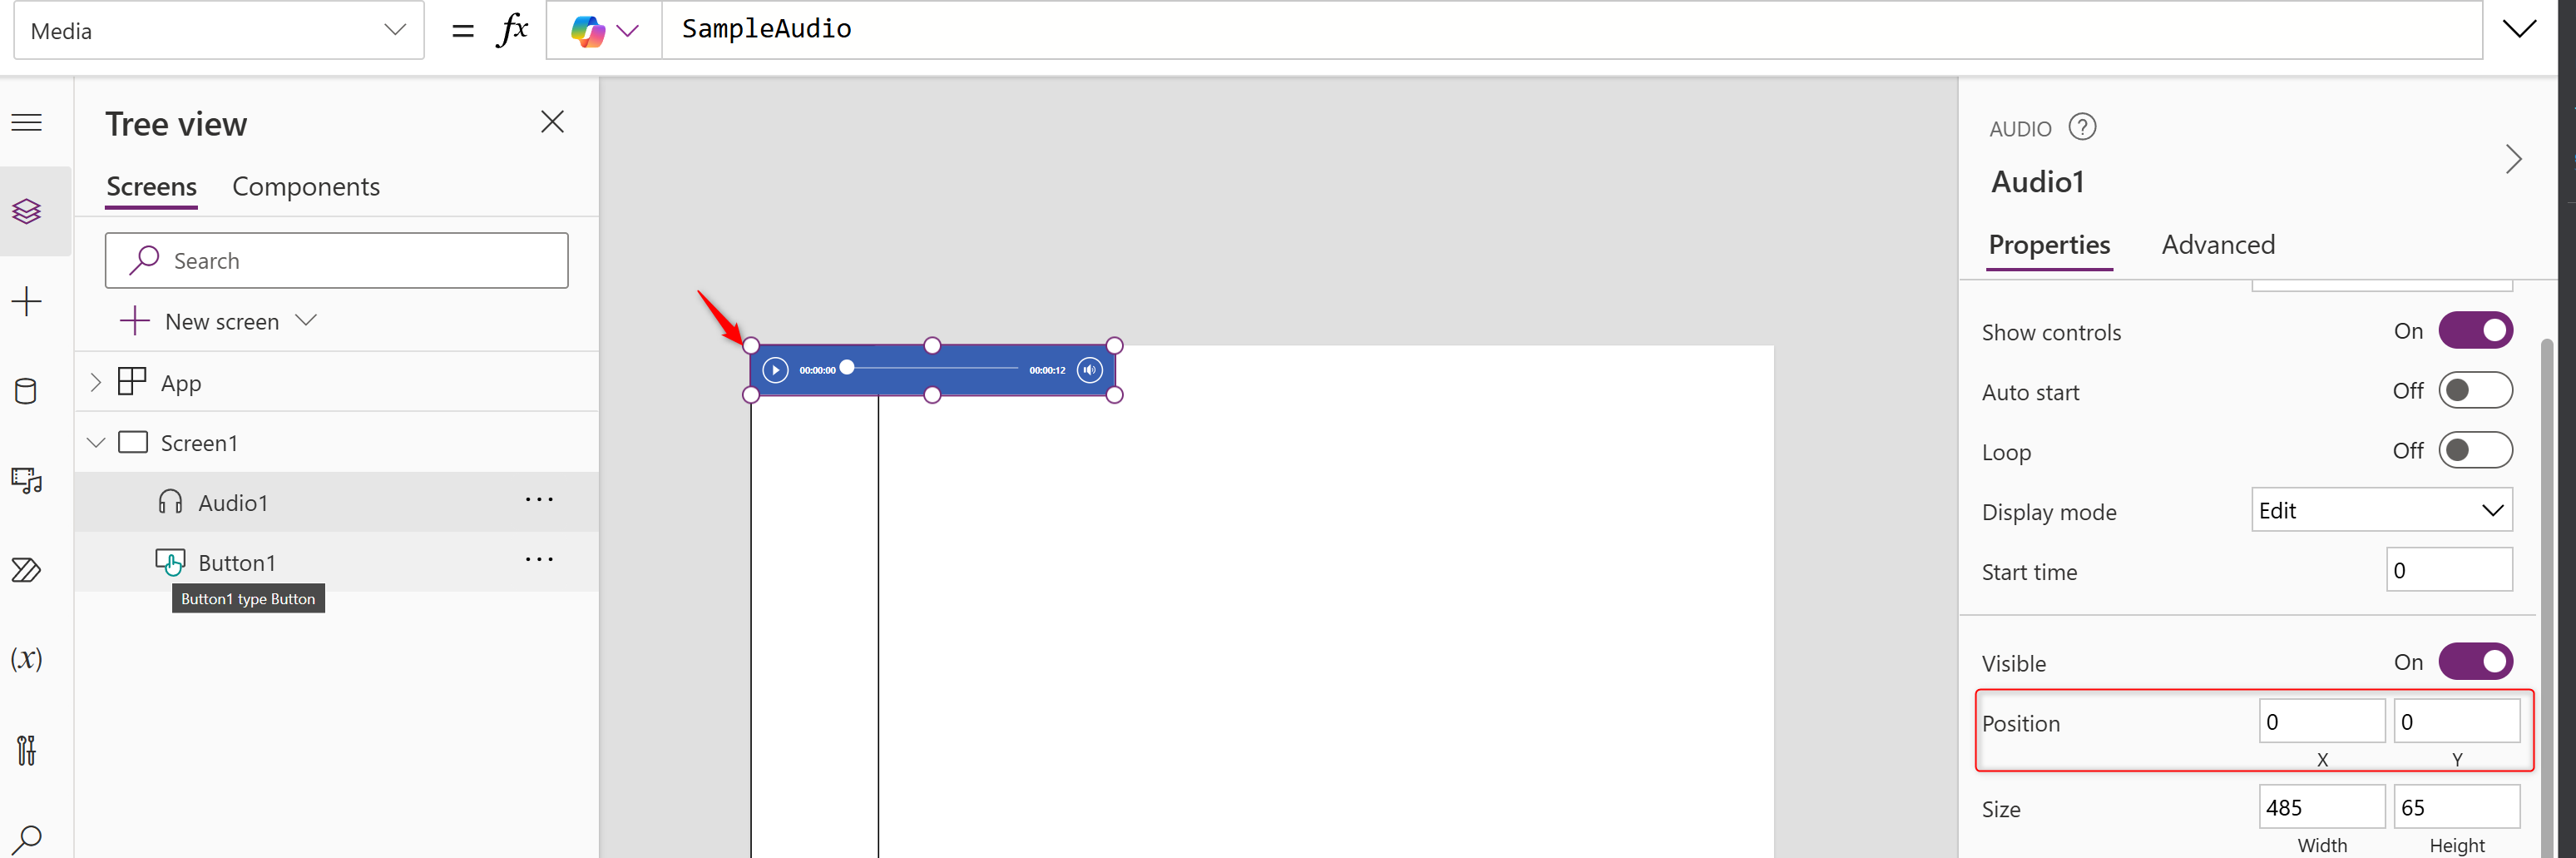 Media
= fx
SampleAudio
Tree view
Screens
Components
Search
New screen
App
Screen1
Audio1
...
Button1
...
Button1 type Button
(x)
00:00:00
00:00:12
AUDIO ?
Audio1
Properties
Advanced
Show controls
On
Auto start
Off
Loop
Off
Display mode
Edit
Start time
0
Visible
On
Position
0
0
X
Y
Size
485
65
Width
Height